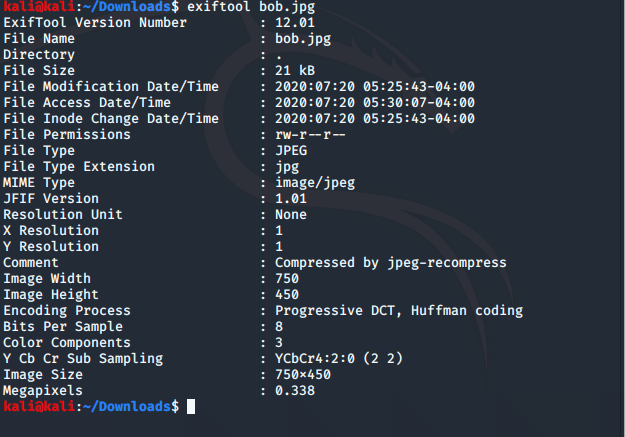 kali@kali:~/Downloads$ exiftool bob.jpg
ExifTool Version Number : 12.01
File Name : bob.jpg
Directory : .
File Size : 21 kB
File Modification Date/Time : 2020:07:20 05:25:43-04:00
File Access Date/Time : 2020:07:20 05:30:07-04:00
File Inode Change Date/Time : 2020:07:20 05:25:43-04:00
File Permissions : rw-r--r--
File Type : JPEG
File Type Extension : jpg
MIME Type : image/jpeg
JFIF Version : 1.01
Resolution Unit : None
X Resolution : 1
Y Resolution : 1
Comment : Compressed by jpeg-recompress
Image Width : 750
Image Height : 450
Encoding Process : Progressive DCT, Huffman coding
Bits Per Sample : 8
Color Components : 3
Y Cb Cr Sub Sampling : YCbCr4:2:0 (2 2)
Image Size : 750×450
Megapixels : 0.338
kali@kali:~/Downloads$